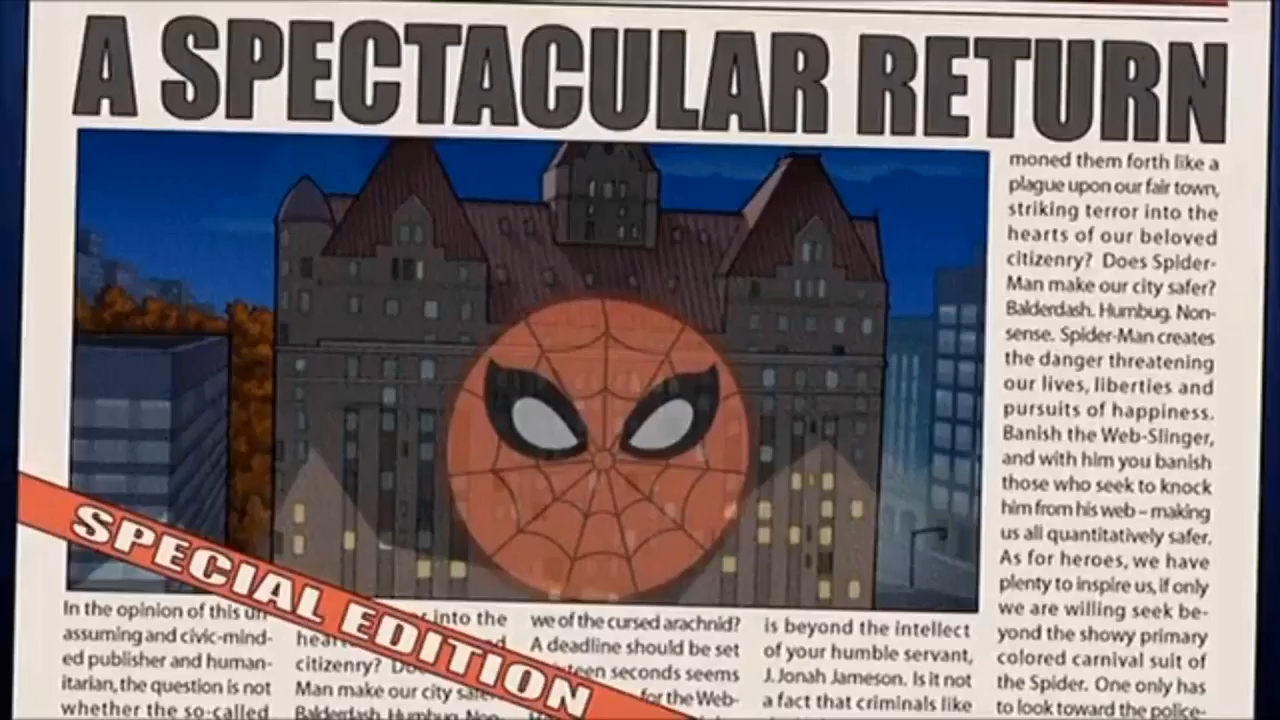 A SPECTACULAR RETURN
SPECIAL EDITION
In the opinion of this un-
assuming and civic-mind-
ed publisher and human-
itarian, the question is not
whether the so-called
into the
hear
citizenry?
Man make our city safer
Balderdash. Humbug. Non-
we of the cursed arachnid?
A deadline should be set
seconds seems
for the Web-
is beyond the intellect
of your humble servant,
J. Jonah Jameson. Is it not
a fact that criminals like
moned them forth like a
plague upon our fair town,
striking terror into the
hearts of our beloved
citizenry? Does Spider-
Man make our city safer?
Balderdash. Humbug. Non-
sense. Spider-Man creates
the danger threatening
our lives, liberties and
pursuits of happiness.
Banish the Web-Slinger,
and with him you banish
those who seek to knock
him from his web – making
us all quantitatively safer.
As for heroes, we have
plenty to inspire us, if only
we are willing seek be-
yond the showy primary
colored carnival suit of
the Spider. One only has
to look toward the police-